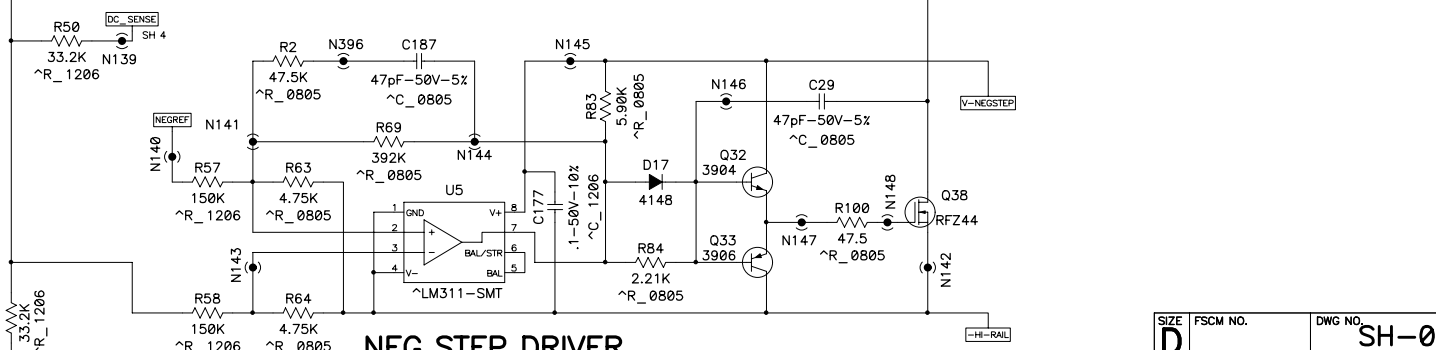 R50
33.2K
^R_1206
DC_SENSE
SH 4
N139
R2
47.5K
^R_0805
N396
C187
47pF-50V-5%
^C_0805
N145
R83
5.90K
^R_0805
N146
C29
47pF-50V-5%
^C_0805
V-NEGSTEP
NEGREF
N140
N141
R69
392K
^R_0805
N144
R57
150K
^R_1206
R63
4.75K
^R_0805
U5
1
GND
V+
8
2
+
7
3
-
BAL/STR
6
4
V-
BAL
5
^LM311-SMT
C177
.1-50V-10%
^C_1206
D17
4148
Q32
3904
R84
2.21K
^R_0805
Q33
3906
N147
R100
47.5
^R_0805
N148
Q38
RFZ44
N142
N143
33.2K
^R_1206
R58
150K
^R_1206
R64
4.75K
^R_0805
NEG STEP DRIVER
-HI-RAIL
SIZE
D
FSCM NO.
DWG NO.
SH-0